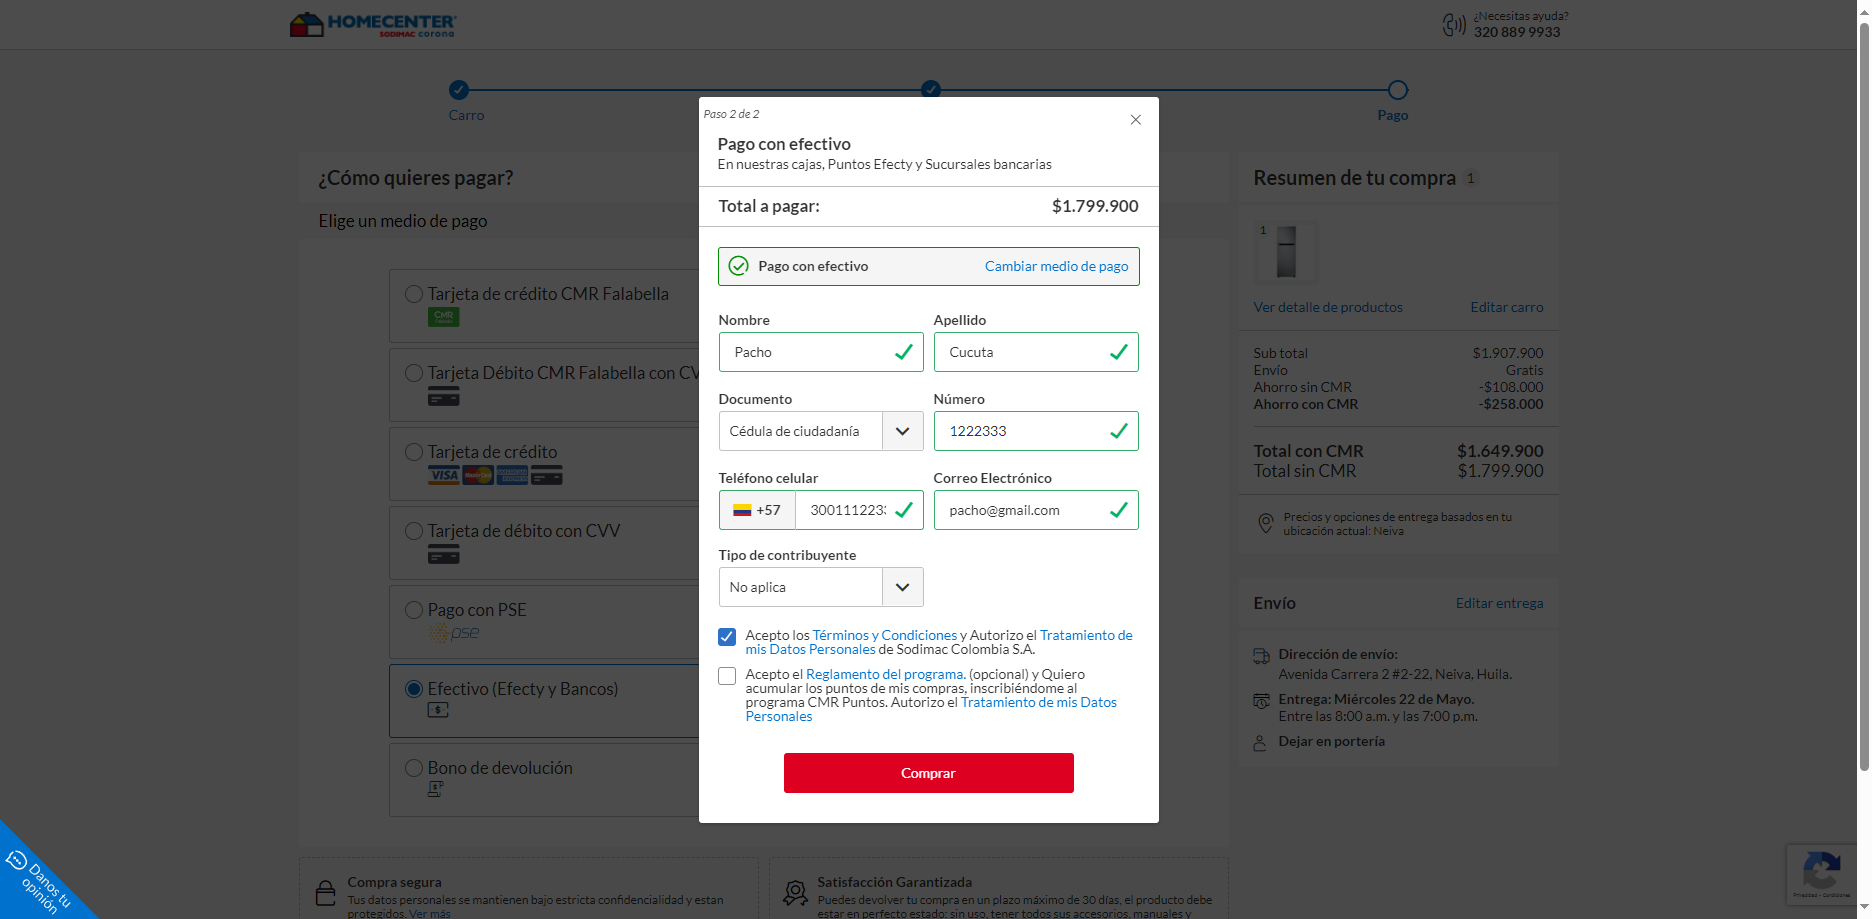 HOMECENTER
SODIMAC corona
¿Necesitas ayuda?
320 889 9933
Carro
Pago
¿Cómo quieres pagar?
Elige un medio de pago
Tarjeta de crédito CMR Falabella
CMR
Tarjeta Débito CMR Falabella con CV
Tarjeta de crédito
VISA
Tarjeta de débito con CVV
Pago con PSE
pse
Efectivo (Efecty y Bancos)
Bono de devolución
Paso 2 de 2
Pago con efectivo
En nuestras cajas, Puntos Efecty y Sucursales bancarias
Total a pagar: $1.799.900
Pago con efectivo Cambiar medio de pago
Nombre Apellido
Pacho Cucuta
Documento Número
Cédula de ciudadanía 1222333
Teléfono celular Correo Electrónico
+57 300111223 pacho@gmail.com
Tipo de contribuyente
No aplica
Acepto los Términos y Condiciones y Autorizo el Tratamiento de
mis Datos Personales de Sodimac Colombia S.A.
Acepto el Reglamento del programa. (opcional) y Quiero
acumular los puntos de mis compras, inscribiéndome al
programa CMR Puntos. Autorizo el Tratamiento de mis Datos
Personales
Comprar
Resumen de tu compra 1
1
Ver detalle de productos Editar carro
Sub total $1.907.900
Envío Gratis
Ahorro sin CMR -$108.000
Ahorro con CMR -$258.000
Total con CMR $1.649.900
Total sin CMR $1.799.900
Precios y opciones de entrega basados en tu
ubicación actual: Neiva
Envío Editar entrega
Dirección de envío:
Avenida Carrera 2 #2-22, Neiva, Huila.
Entrega: Miércoles 22 de Mayo.
Entre las 8:00 a.m. y las 7:00 p.m.
Dejar en portería
Compra segura
Tus datos personales se mantienen bajo estricta confidencialidad y estan
protegidos. Ver más
Satisfacción Garantizada
Puedes devolver tu compra en un plazo máximo de 30 días, el producto debe
estar en perfecto estado: sin uso, tener todos sus accesorios, manuales y
Danos tu
opinión
Privacidad - Condiciones